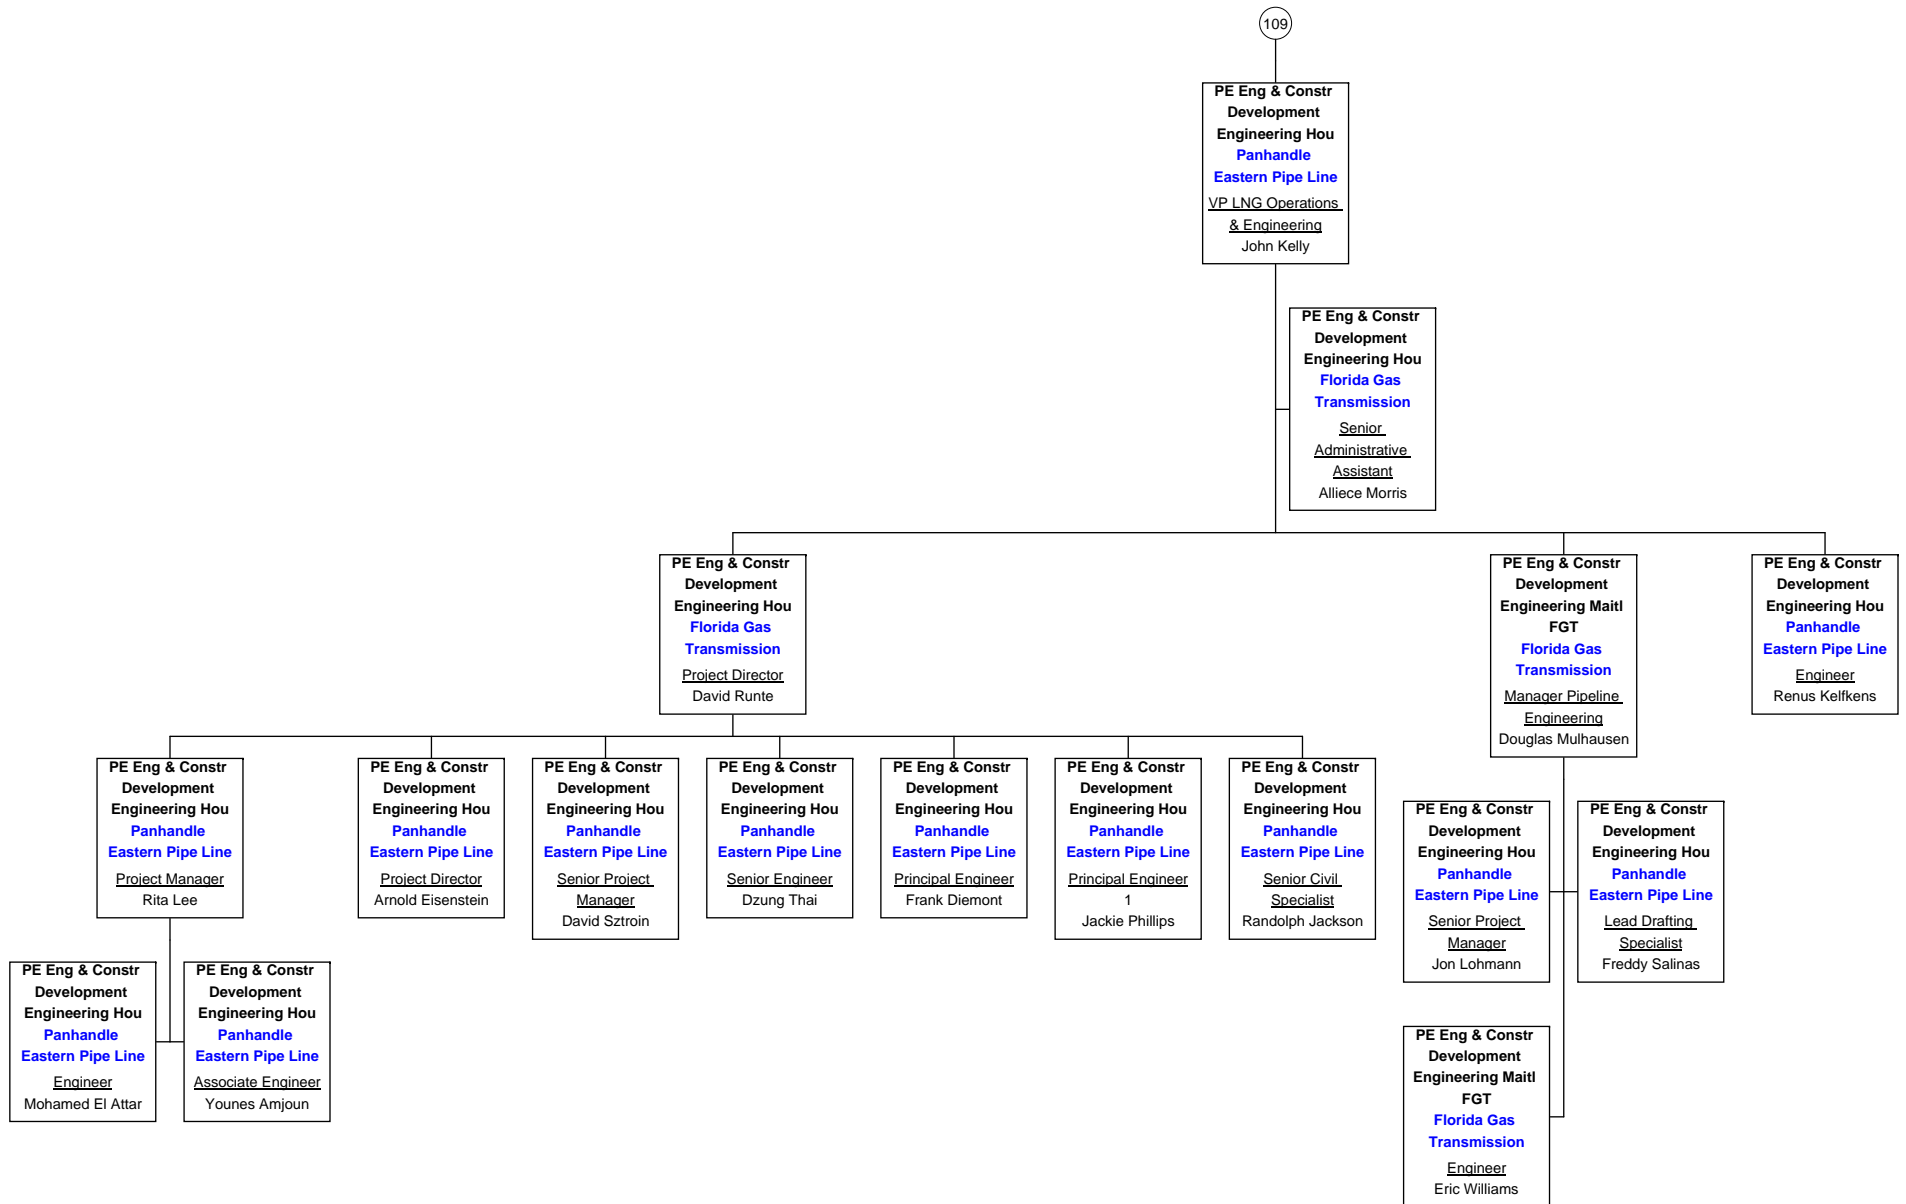 109
PE Eng & Constr
Development
Engineering Hou
Panhandle
Eastern Pipe Line
VP LNG Operations
& Engineering
John Kelly
PE Eng & Constr
Development
Engineering Hou
Florida Gas
Transmission
Senior
Administrative
Assistant
Alliece Morris
PE Eng & Constr
Development
Engineering Hou
Florida Gas
Transmission
Project Director
David Runte
PE Eng & Constr
Development
Engineering Maitl
FGT
Florida Gas
Transmission
Manager Pipeline
Engineering
Douglas Mulhausen
PE Eng & Constr
Development
Engineering Hou
Panhandle
Eastern Pipe Line
Engineer
Renus Kelfkens
PE Eng & Constr
Development
Engineering Hou
Panhandle
Eastern Pipe Line
Project Manager
Rita Lee
PE Eng & Constr
Development
Engineering Hou
Panhandle
Eastern Pipe Line
Project Director
Arnold Eisenstein
PE Eng & Constr
Development
Engineering Hou
Panhandle
Eastern Pipe Line
Senior Project
Manager
David Sztroin
PE Eng & Constr
Development
Engineering Hou
Panhandle
Eastern Pipe Line
Senior Engineer
Dzung Thai
PE Eng & Constr
Development
Engineering Hou
Panhandle
Eastern Pipe Line
Principal Engineer
Frank Diemont
PE Eng & Constr
Development
Engineering Hou
Panhandle
Eastern Pipe Line
Principal Engineer
1
Jackie Phillips
PE Eng & Constr
Development
Engineering Hou
Panhandle
Eastern Pipe Line
Senior Civil
Specialist
Randolph Jackson
PE Eng & Constr
Development
Engineering Hou
Panhandle
Eastern Pipe Line
Senior Project
Manager
Jon Lohmann
PE Eng & Constr
Development
Engineering Hou
Panhandle
Eastern Pipe Line
Lead Drafting
Specialist
Freddy Salinas
PE Eng & Constr
Development
Engineering Hou
Panhandle
Eastern Pipe Line
Engineer
Mohamed El Attar
PE Eng & Constr
Development
Engineering Hou
Panhandle
Eastern Pipe Line
Associate Engineer
Younes Amjoun
PE Eng & Constr
Development
Engineering Maitl
FGT
Florida Gas
Transmission
Engineer
Eric Williams